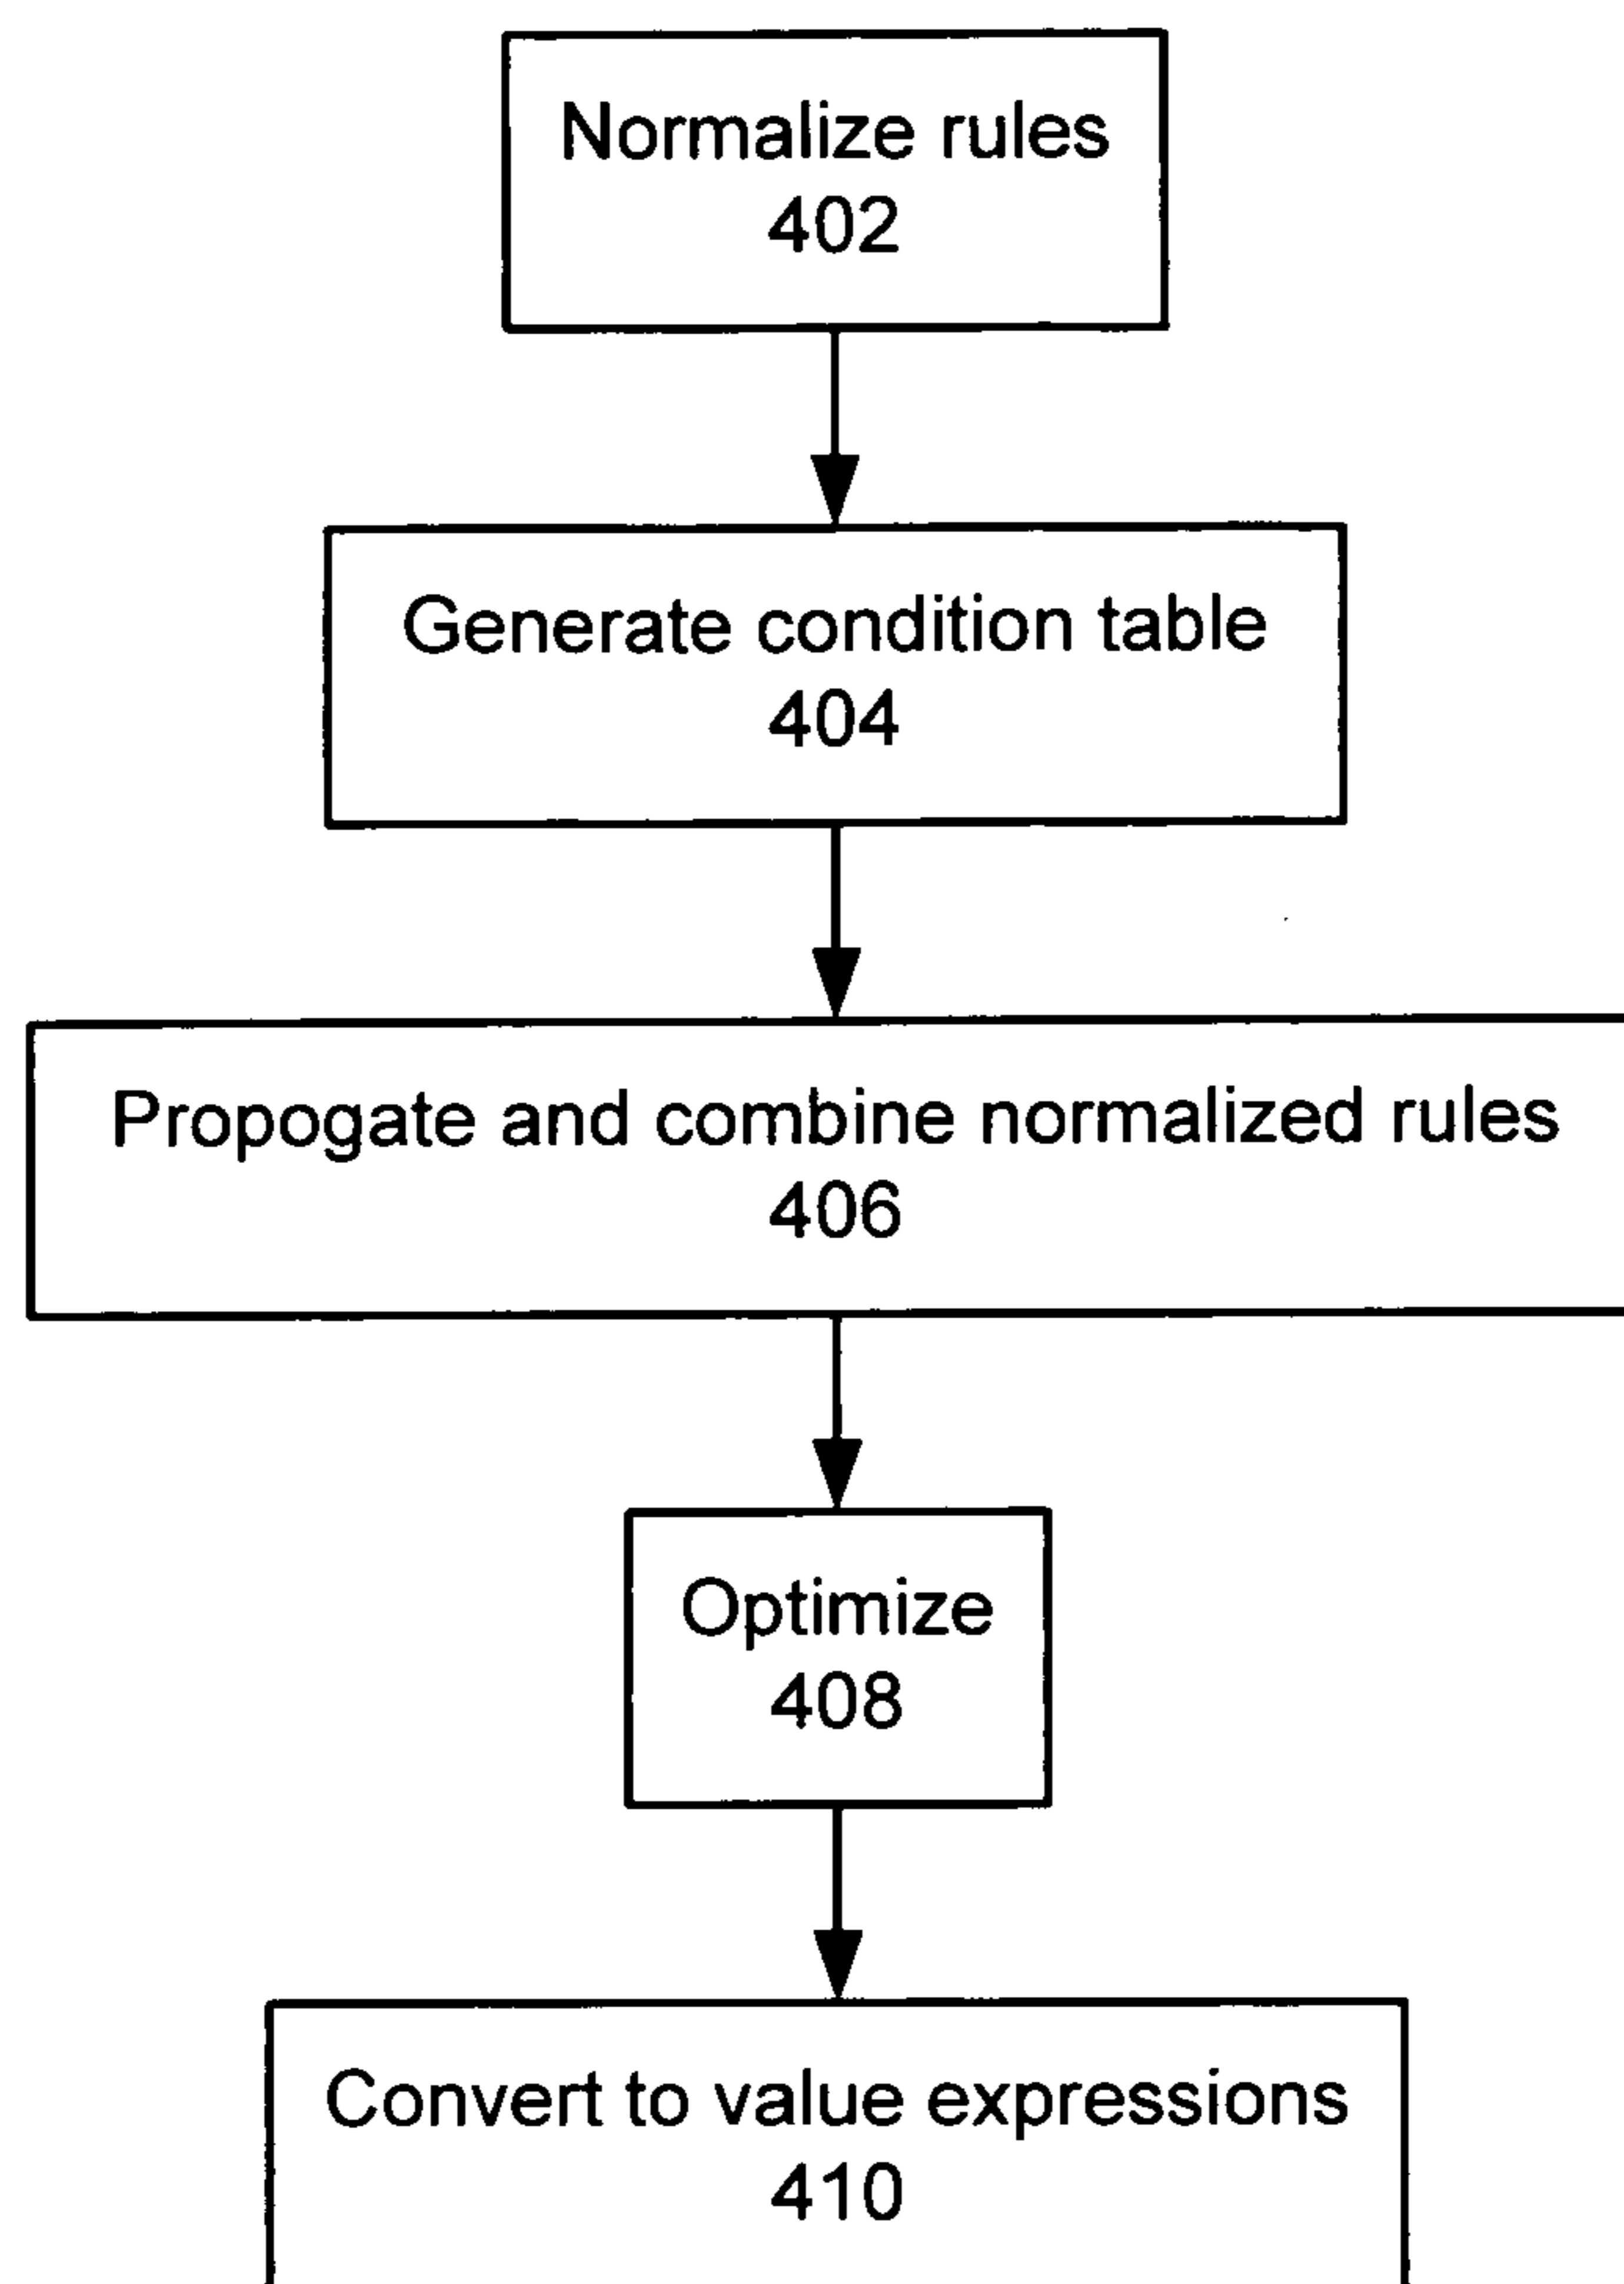 Normalize rules
402
Generate condition table
404
Propogate and combine normalized rules
406
Optimize
408
Convert to value expressions
410